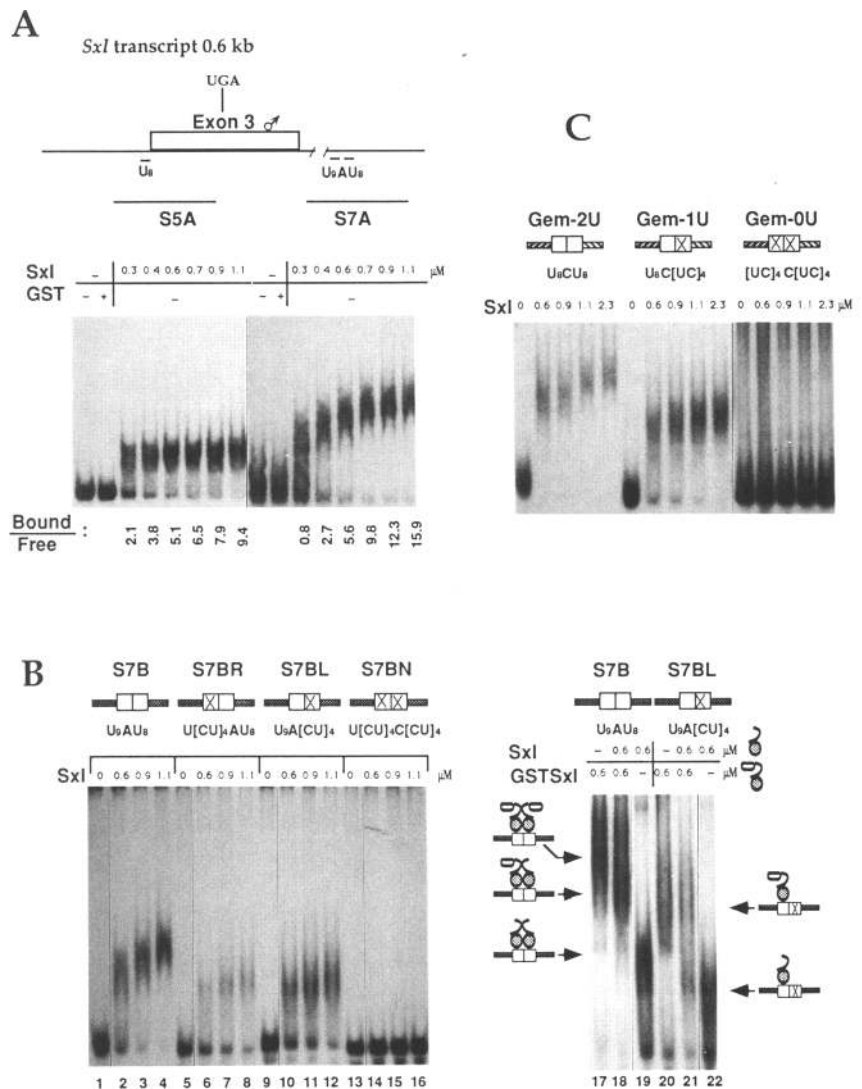 A
Sxl transcript 0.6 kb
UGA
Exon 3 ♂
U₈
U₉AU₈
S5A
S7A
Sxl – 0.3 0.4 0.6 0.7 0.9 1.1 – 0.3 0.4 0.6 0.7 0.9 1.1 μM
GST – + – – + –
Bound
Free
:
2.1 3.8 5.1 6.5 7.9 9.4 0.8 2.7 5.6 9.8 12.3 15.9
C
Gem-2U Gem-1U Gem-0U
U₈CU₈ U₈C[UC]₄ [UC]₄C[UC]₄
Sxl 0 0.6 0.9 1.1 2.3 0 0.6 0.9 1.1 2.3 0 0.6 0.9 1.1 2.3 μM
B
S7B S7BR S7BL S7BN
U₉AU₈ U[CU]₄AU₈ U₉A[CU]₄ U[CU]₄C[CU]₄
Sxl 0 0.6 0.9 1.1 0 0.6 0.9 1.1 0 0.6 0.9 1.1 0 0.6 0.9 1.1 μM
1 2 3 4 5 6 7 8 9 10 11 12 13 14 15 16
S7B S7BL
U₉AU₈ U₉A[CU]₄
Sxl – 0.6 0.6 – 0.6 0.6 μM
GSTSxl 0.6 0.6 – 0.6 0.6 – μM
17 18 19 20 21 22